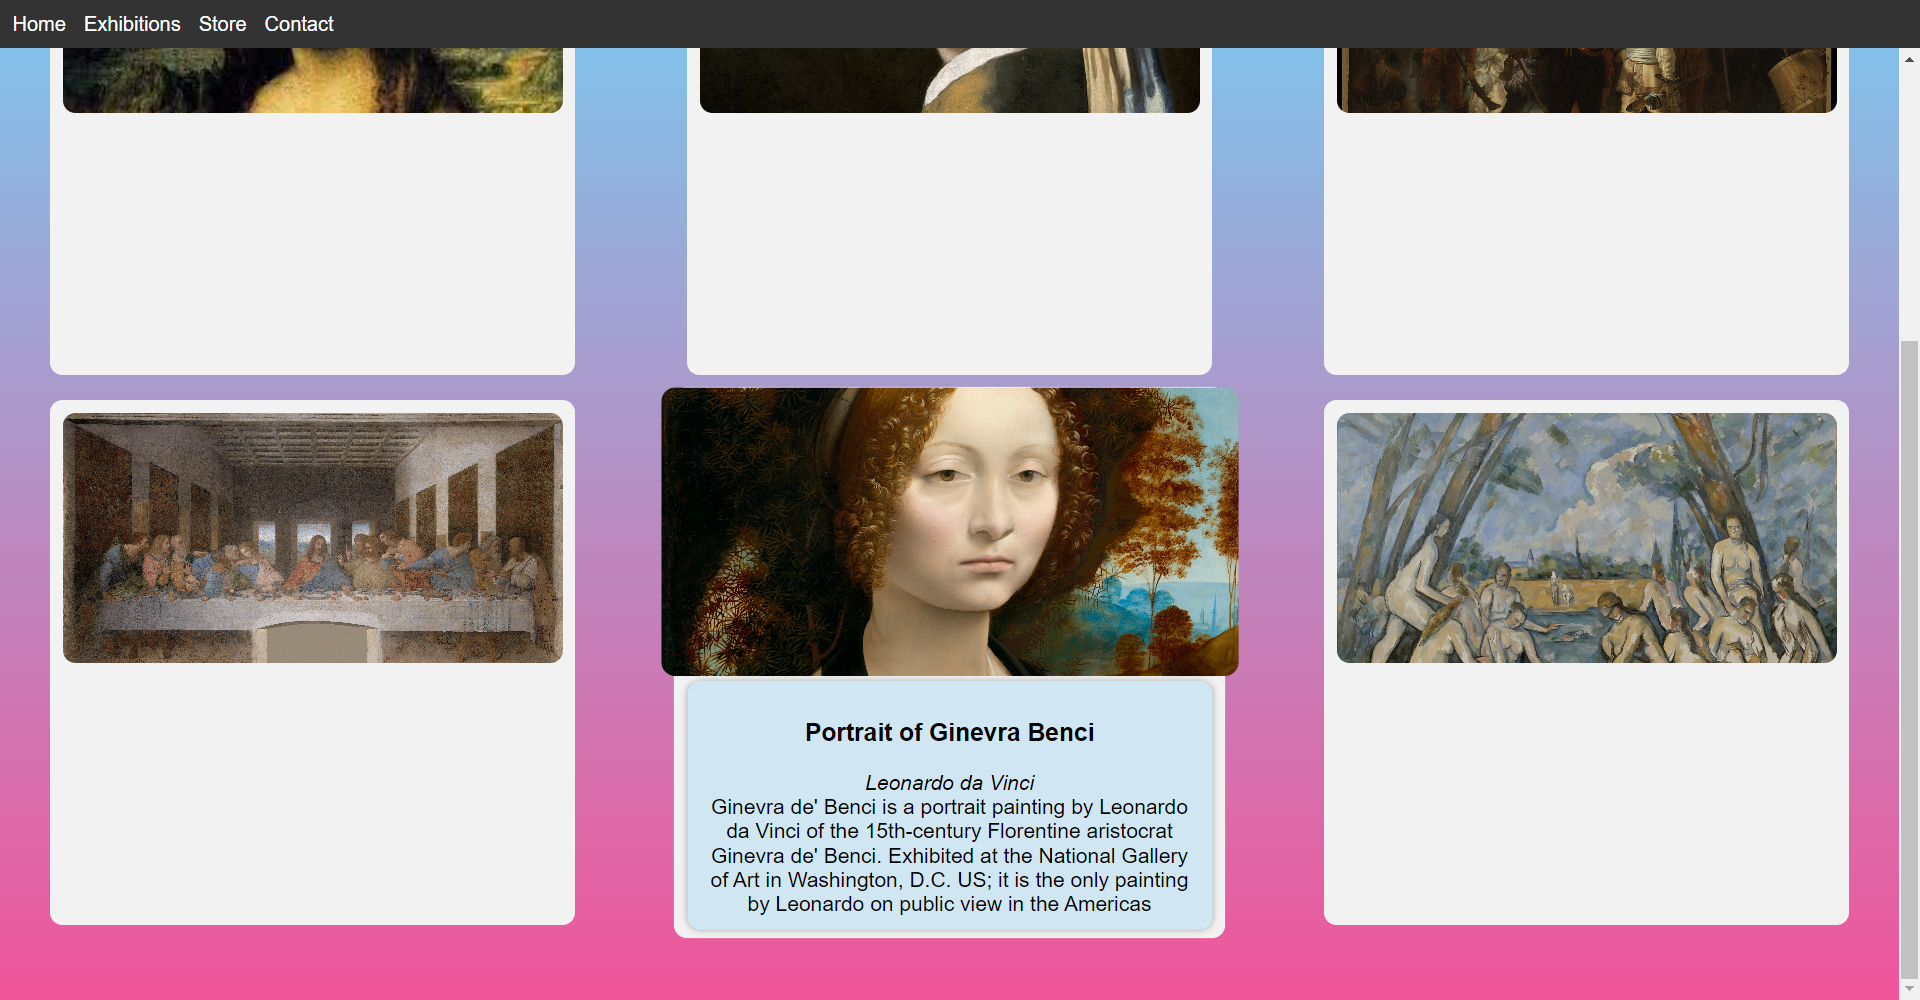 Home Exhibitions Store Contact
Portrait of Ginevra Benci
Leonardo da Vinci
Ginevra de' Benci is a portrait painting by Leonardo
da Vinci of the 15th-century Florentine aristocrat
Ginevra de' Benci. Exhibited at the National Gallery
of Art in Washington, D.C. US; it is the only painting
by Leonardo on public view in the Americas